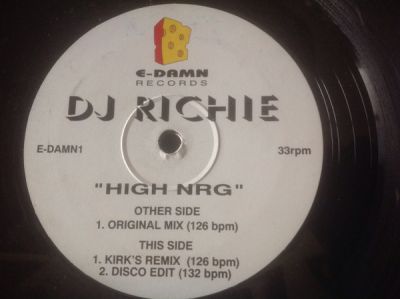 E-DAMN
RECORDS
DJ RICHIE
E-DAMN1
33rpm
"HIGH NRG"
OTHER SIDE
1. ORIGINAL MIX (126 bpm)
THIS SIDE
1. KIRK'S REMIX (126 bpm)
2. DISCO EDIT (132 bpm)